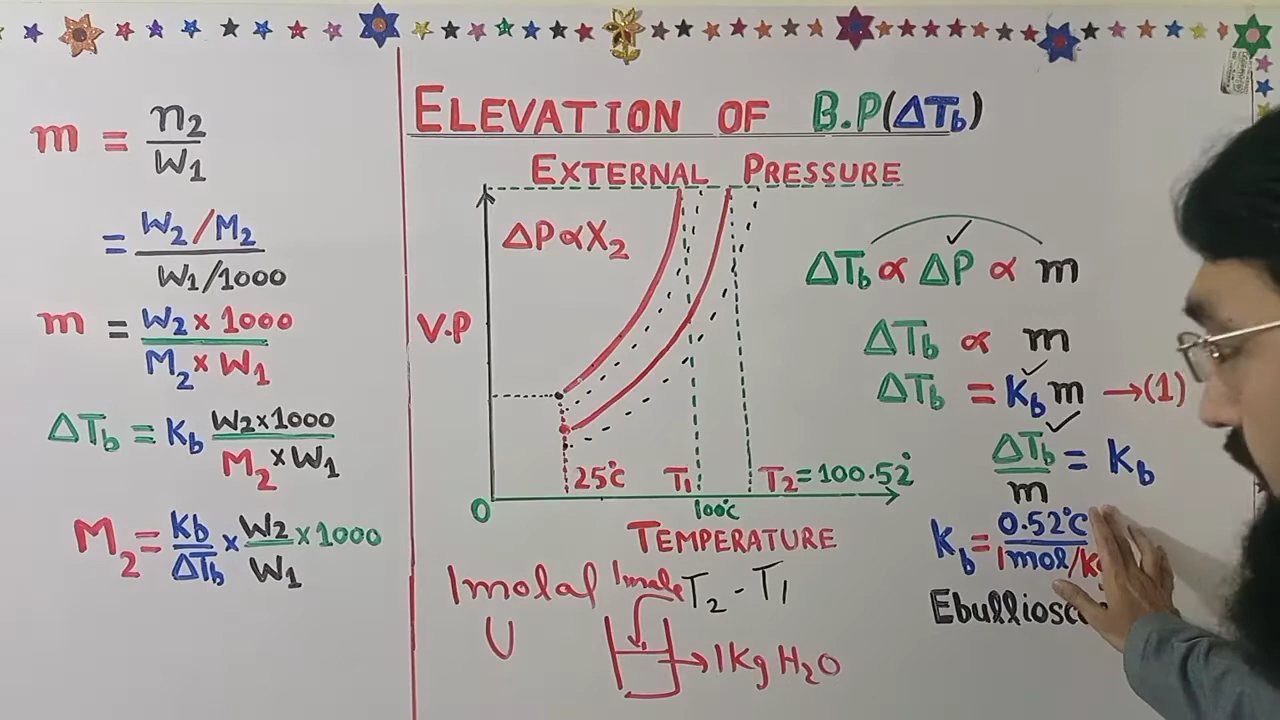 ELEVATION OF B.P(ΔTb)
m = n2
W1
= W2/M2
W1/1000
m = W2 × 1000
M2 × W1
ΔTb = Kb W2×1000
M2×W1
M2 = Kb × W2 ×1000
ΔTb W1
EXTERNAL PRESSURE
ΔP∝X2
V.P
O
25°C T1 T2=100.52°
100°C
TEMPERATURE
1molal 1mole T2 - T1
U
→1Kg H2O
ΔTb ∝ ΔP ∝ m
ΔTb ∝ m
ΔTb = Kb m →(1)
ΔTb = Kb
m
Kb = 0.52°C
1mol/